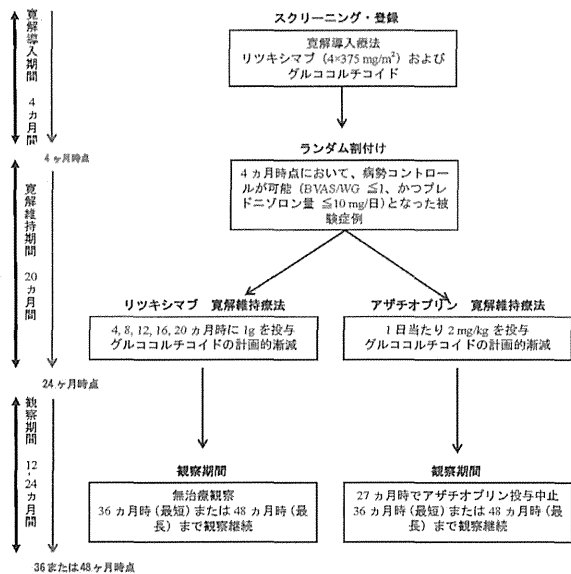 スクリーニング・登録
寛解導入療法
リツキシマブ（4×375 mg/m²）および
グルココルチコイド
寛解導入期間　4ヵ月間
4ヶ月時点
ランダム割付け
4ヵ月時点において、病勢コントロー
ルが可能（BVAS/WG ≦1、かつプレ
ドニゾロン量 ≦10 mg/日）となった被
験症例
寛解維持期間　20ヵ月間
リツキシマブ　寛解維持療法
4, 8, 12, 16, 20 ヵ月時に 1g を投与
グルココルチコイドの計画的漸減
アザチオプリン　寛解維持療法
1日当たり 2 mg/kg を投与
グルココルチコイドの計画的漸減
24ヶ月時点
観察期間　12-24ヵ月間
観察期間
無治療観察
36ヵ月時（最短）または 48ヵ月時（最
長）まで観察継続
観察期間
27ヵ月時でアザチオプリン投与中止
36ヵ月時（最短）または 48ヵ月時（最
長）まで観察継続
36または48ヶ月時点